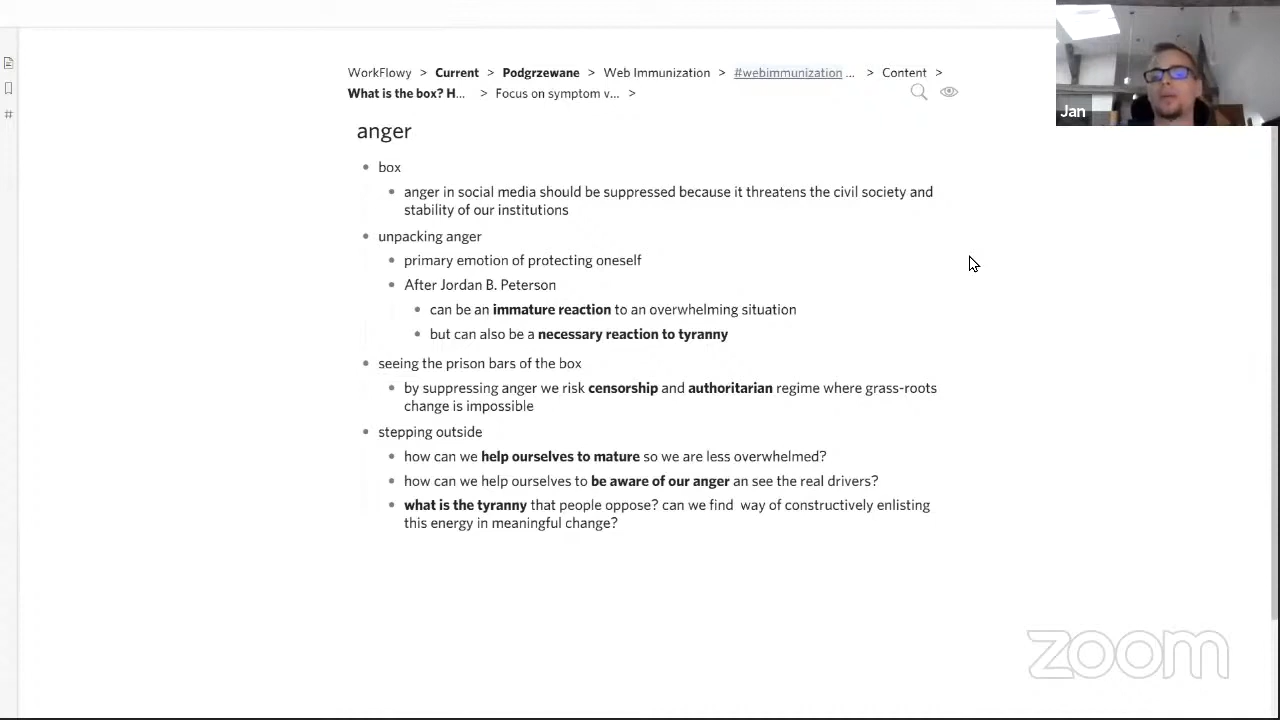 WorkFlowy > Current > Podgrzewane > Web Immunization > #webimmunization ... > Content >
What is the box? H... > Focus on symptom v... >
Jan
anger
box
anger in social media should be suppressed because it threatens the civil society and
stability of our institutions
unpacking anger
primary emotion of protecting oneself
After Jordan B. Peterson
can be an immature reaction to an overwhelming situation
but can also be a necessary reaction to tyranny
seeing the prison bars of the box
by suppressing anger we risk censorship and authoritarian regime where grass-roots
change is impossible
stepping outside
how can we help ourselves to mature so we are less overwhelmed?
how can we help ourselves to be aware of our anger an see the real drivers?
what is the tyranny that people oppose? can we find way of constructively enlisting
this energy in meaningful change?
zoom